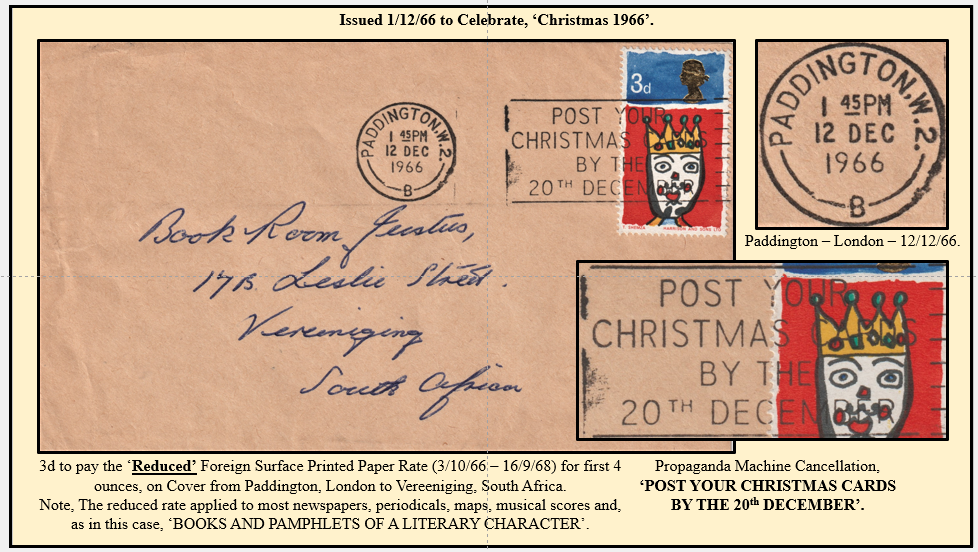 Issued 1/12/66 to Celebrate, ‘Christmas 1966’.
PADDINGTON, W.2.
1 45PM
12 DEC
1966
B
POST YOUR
CHRISTMAS CARDS
BY THE
20TH DECEMBER
3d
Book Room Justus,
17B Leslie Street.
Vereeniging
South Africa
PADDINGTON, W.2.
1 45PM
12 DEC
1966
B
Paddington – London – 12/12/66.
POST YOUR
CHRISTMAS CARDS
BY THE
20TH DECEMBER
3d to pay the ‘Reduced’ Foreign Surface Printed Paper Rate (3/10/66 – 16/9/68) for first 4
ounces, on Cover from Paddington, London to Vereeniging, South Africa.
Note, The reduced rate applied to most newspapers, periodicals, maps, musical scores and,
as in this case, ‘BOOKS AND PAMPHLETS OF A LITERARY CHARACTER’.
Propaganda Machine Cancellation,
‘POST YOUR CHRISTMAS CARDS
BY THE 20th DECEMBER’.